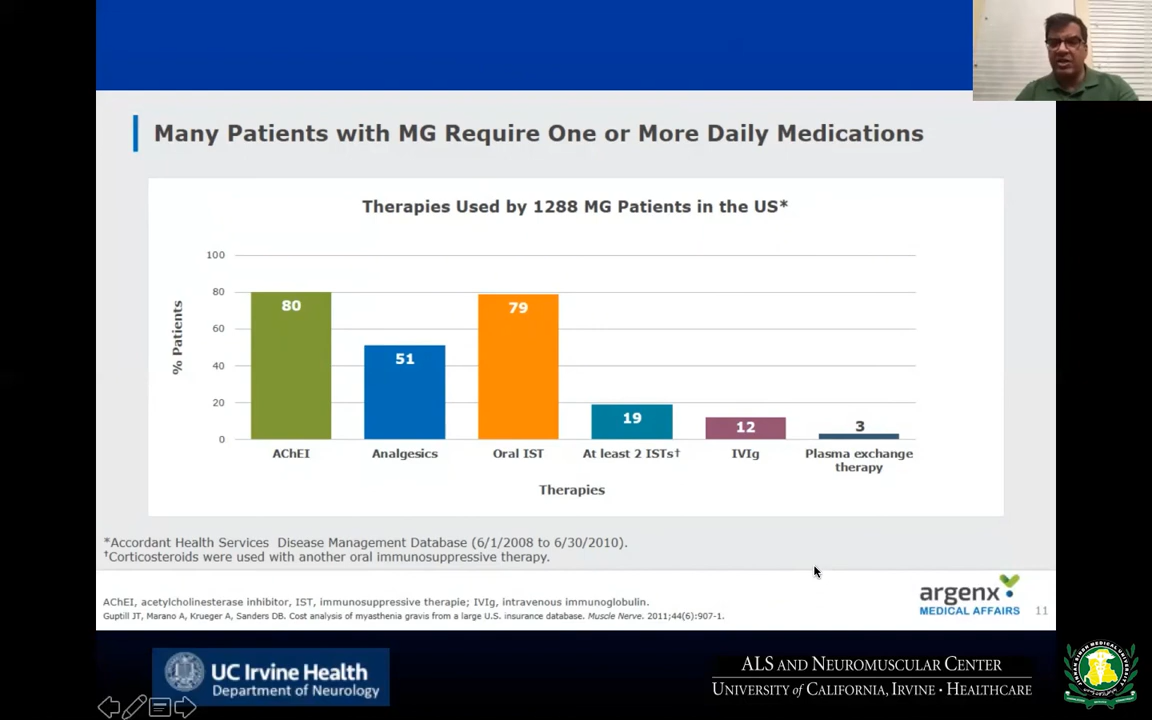 Many Patients with MG Require One or More Daily Medications
Therapies Used by 1288 MG Patients in the US*
100
80
60
40
20
0
% Patients
80
51
79
19
12
3
AChEI
Analgesics
Oral IST
At least 2 ISTs†
IVIg
Plasma exchange
therapy
Therapies
*Accordant Health Services Disease Management Database (6/1/2008 to 6/30/2010).
†Corticosteroids were used with another oral immunosuppressive therapy.
AChEI, acetylcholinesterase inhibitor, IST, immunosuppressive therapie; IVIg, intravenous immunoglobulin.
Guptill JT, Marano A, Krueger A, Sanders DB. Cost analysis of myasthenia gravis from a large U.S. insurance database. Muscle Nerve. 2011;44(6):907-1.
argenx
MEDICAL AFFAIRS
11
UC Irvine Health
Department of Neurology
ALS AND NEUROMUSCULAR CENTER
UNIVERSITY of CALIFORNIA, IRVINE • HEALTHCARE